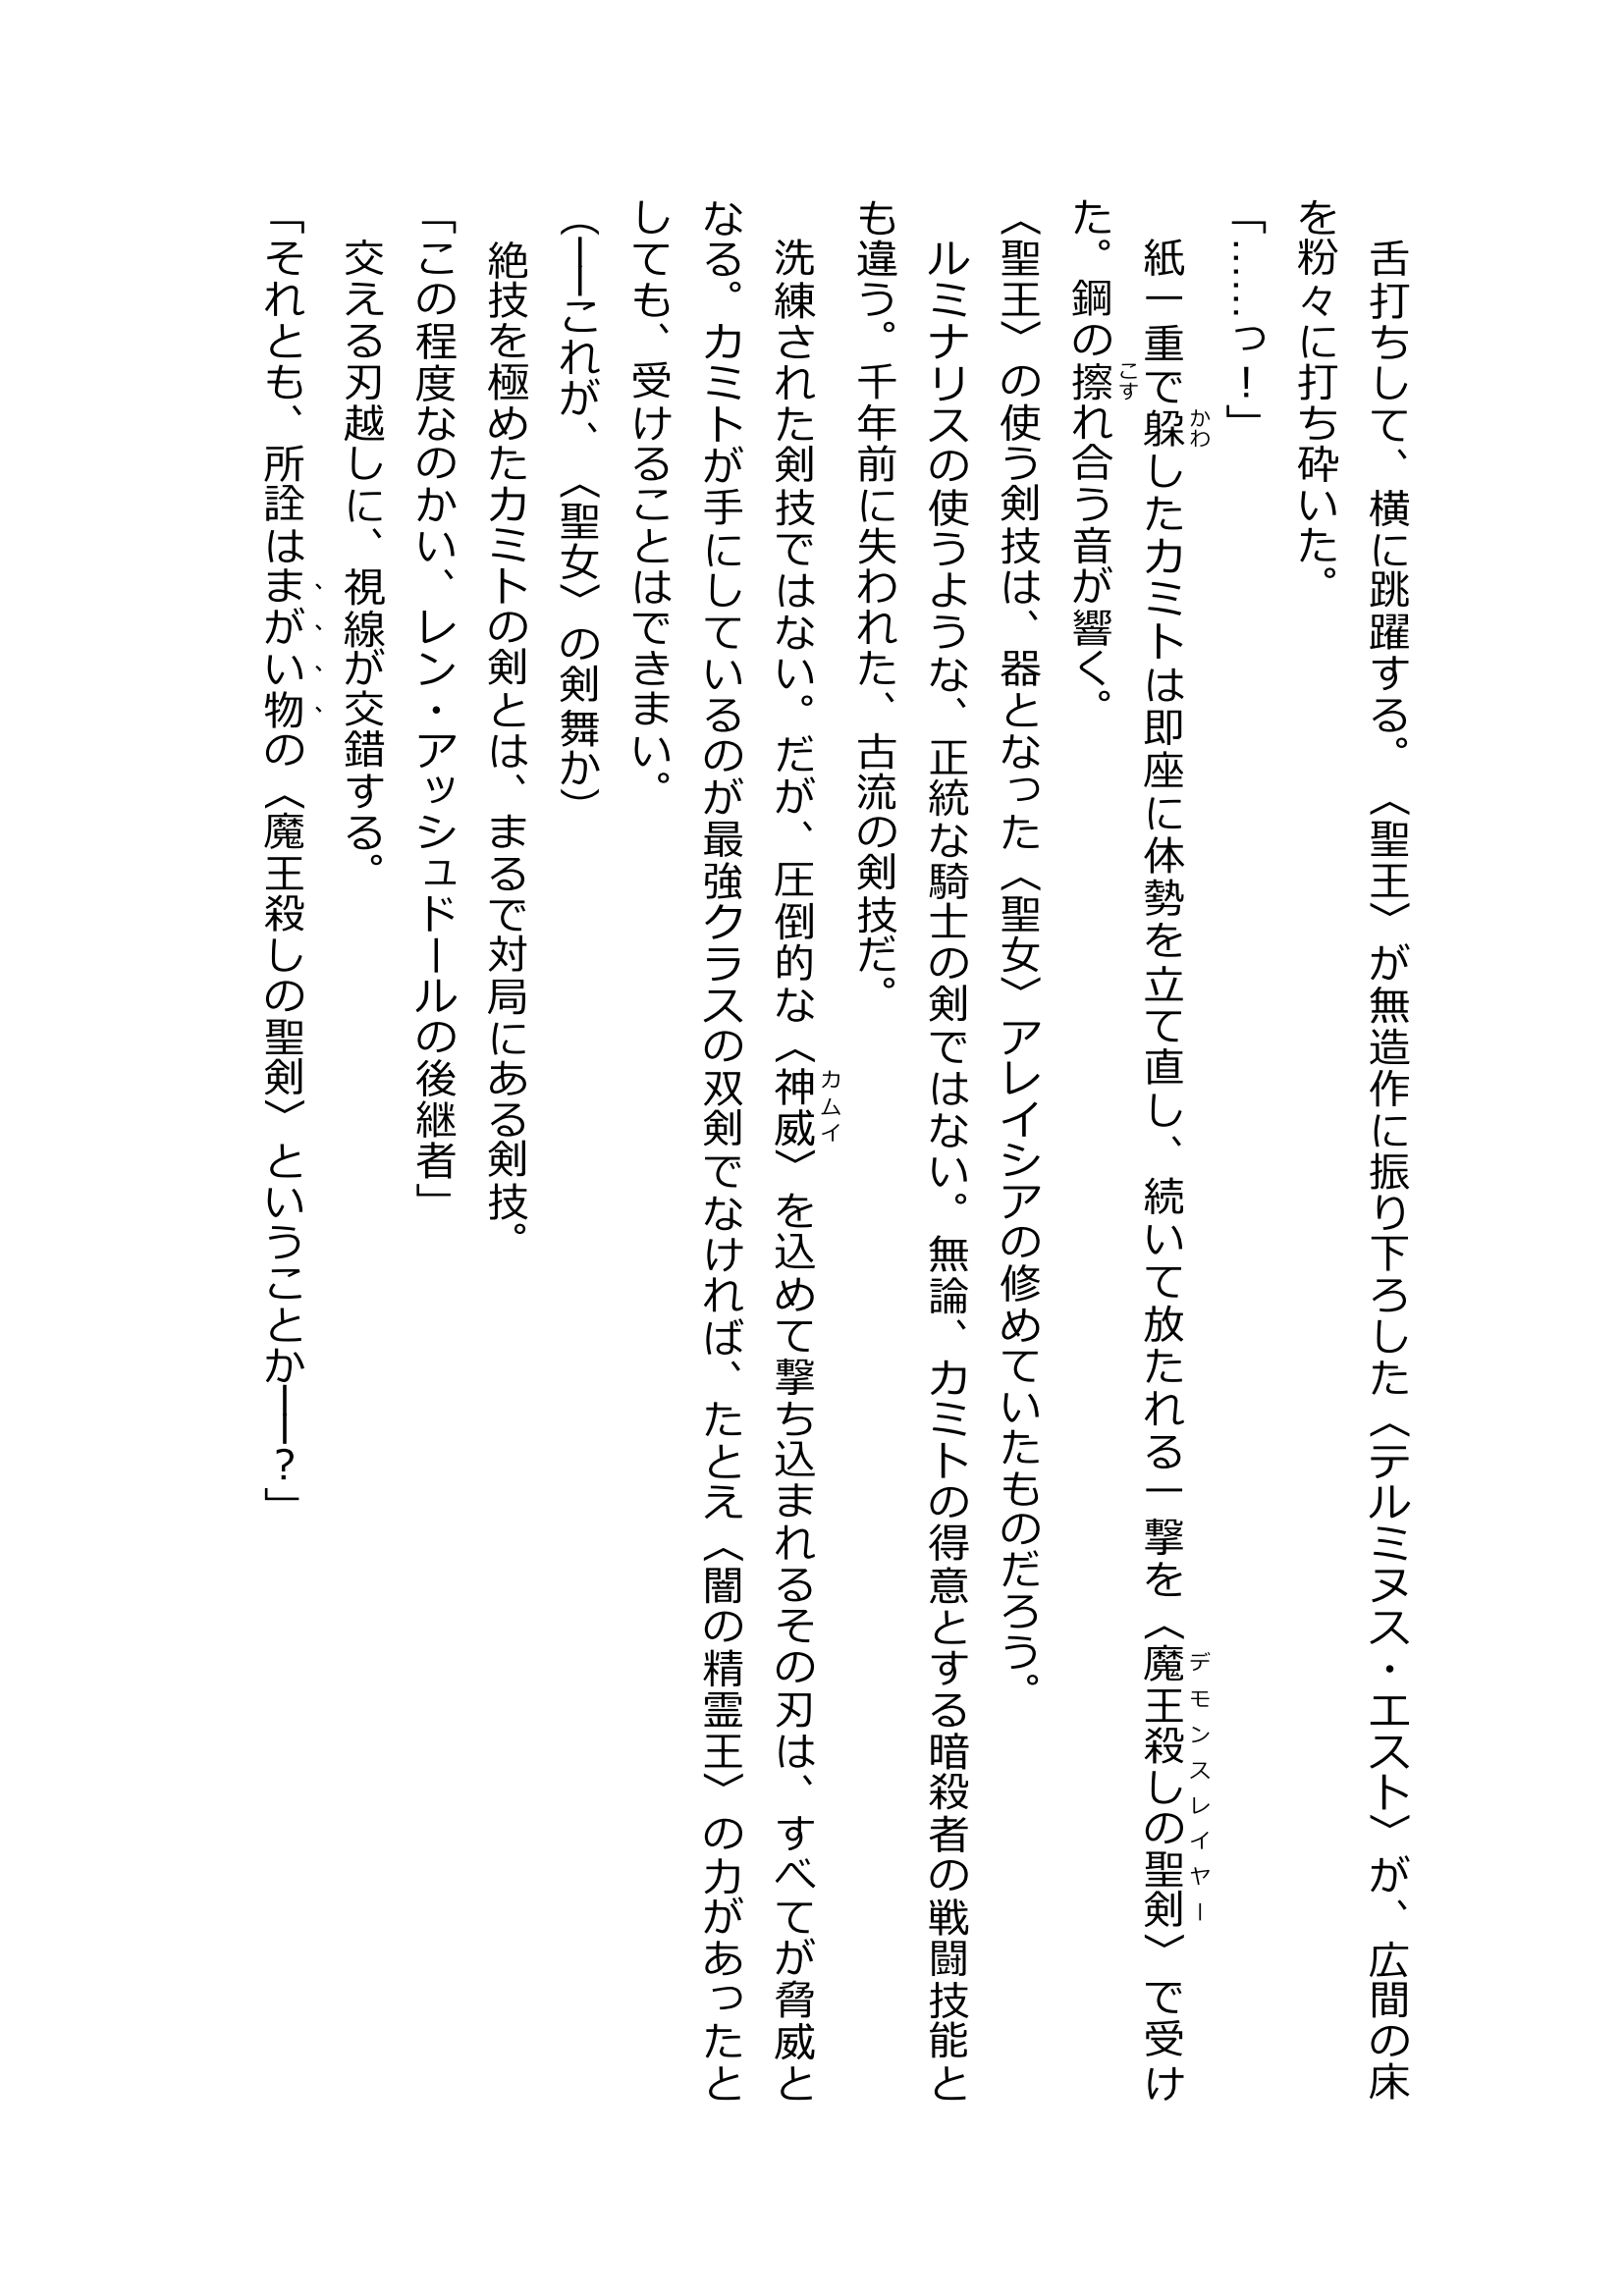 舌打ちして、横に跳躍する。〈聖王〉が無造作に振り下ろした〈テルミヌス・エスト〉が、広間の床
を粉々に打ち砕いた。
「……っ！」
　紙一重で躱したカミトは即座に体勢を立て直し、続いて放たれる一撃を〈魔王殺しの聖剣〉で受け
かわ
デモンスレイヤー
た。鋼の擦れ合う音が響く。
こす
〈聖王〉の使う剣技は、器となった〈聖女〉アレイシアの修めていたものだろう。
　ルミナリスの使うような、正統な騎士の剣ではない。無論、カミトの得意とする暗殺者の戦闘技能と
も違う。千年前に失われた、古流の剣技だ。
　洗練された剣技ではない。だが、圧倒的な〈神威〉を込めて撃ち込まれるその刃は、すべてが脅威と
カムイ
なる。カミトが手にしているのが最強クラスの双剣でなければ、たとえ〈闇の精霊王〉の力があったと
しても、受けることはできまい。
（――これが、〈聖女〉の剣舞か）
　絶技を極めたカミトの剣とは、まるで対局にある剣技。
「この程度なのかい、レン・アッシュドールの後継者」
　交える刃越しに、視線が交錯する。
「それとも、所詮はまがい物の〈魔王殺しの聖剣〉ということか――？」